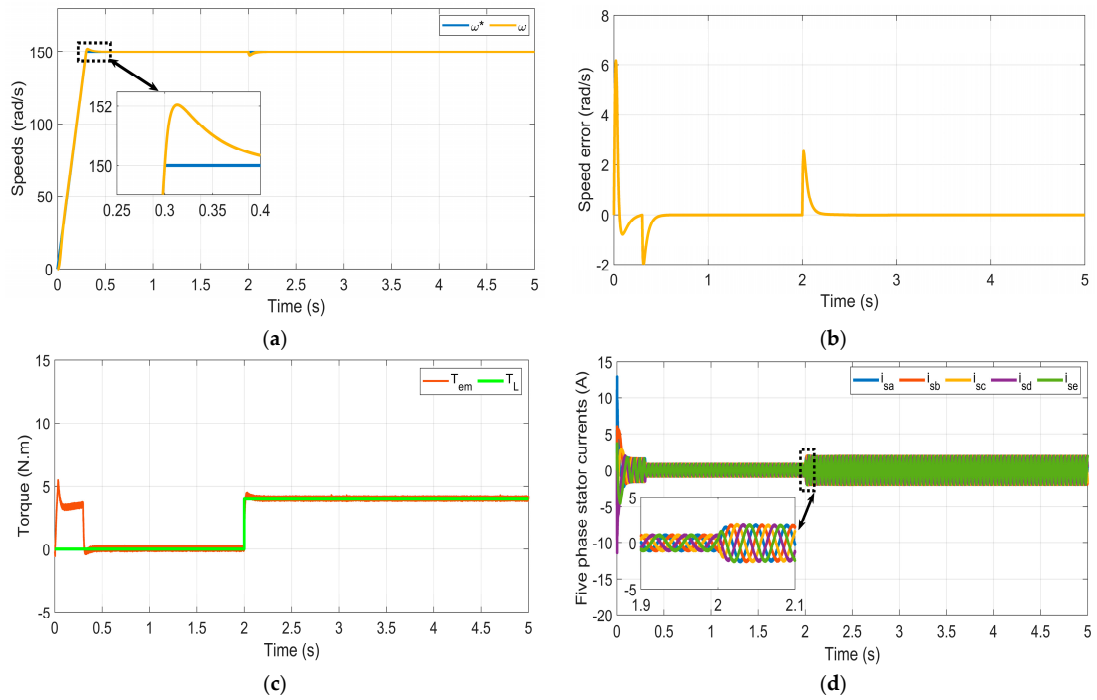 ω* ω
Speeds (rad/s)
200
150
100
50
0
152
150
0.25 0.3 0.35 0.4
0 0.5 1 1.5 2 2.5 3 3.5 4 4.5 5
Time (s)
(a)
Speed error (rad/s)
8
6
4
2
0
-2
0 1 2 3 4 5
Time (s)
(b)
Torque (N.m)
15
10
5
0
-5
T_em T_L
0 0.5 1 1.5 2 2.5 3 3.5 4 4.5 5
Time (s)
(c)
Five phase stator currents (A)
15
10
5
0
-5
-10
-15
-20
i_sa i_sb i_sc i_sd i_se
5
0
-5
1.9 2 2.1
0 0.5 1 1.5 2 2.5 3 3.5 4 4.5 5
Time (s)
(d)